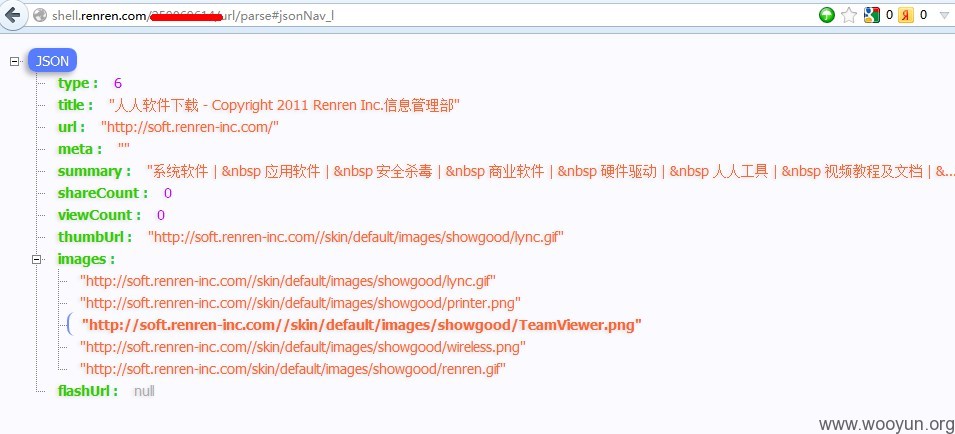 shell.renren.com/ url/parse#jsonNav_l 0 0
JSON
type : 6
title : "人人软件下载 - Copyright 2011 Renren Inc.信息管理部"
url : "http://soft.renren-inc.com/"
meta : ""
summary : "系统软件 | &nbsp 应用软件 | &nbsp 安全杀毒 | &nbsp 商业软件 | &nbsp 硬件驱动 | &nbsp 人人工具 | &nbsp 视频教程及文档 | &...
shareCount : 0
viewCount : 0
thumbUrl : "http://soft.renren-inc.com//skin/default/images/showgood/lync.gif"
images :
"http://soft.renren-inc.com//skin/default/images/showgood/lync.gif"
"http://soft.renren-inc.com//skin/default/images/showgood/printer.png"
"http://soft.renren-inc.com//skin/default/images/showgood/TeamViewer.png"
"http://soft.renren-inc.com//skin/default/images/showgood/wireless.png"
"http://soft.renren-inc.com/skin/default/images/showgood/renren.gif"
flashUrl : null
www.wooyun.org